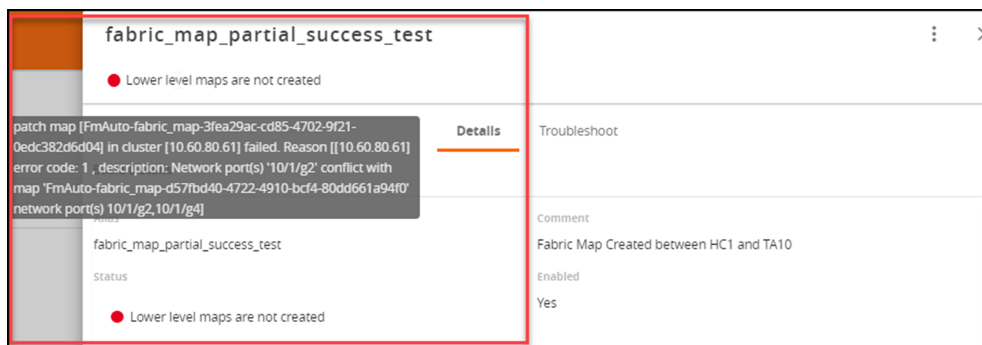 fabric_map_partial_success_test
Lower level maps are not created
patch map [FmAuto-fabric_map-3fea29ac-cd85-4702-9f21-
0edc382d6d04] in cluster [10.60.80.61] failed. Reason [[10.60.80.61]
error code: 1 , description: Network port(s) '10/1/g2' conflict with
map 'FmAuto-fabric_map-d57fbd40-4722-4910-bcf4-80dd661a94f0'
network port(s) 10/1/g2,10/1/g4]
Details
Troubleshoot
Comment
fabric_map_partial_success_test
Fabric Map Created between HC1 and TA10
Status
Enabled
Yes
Lower level maps are not created